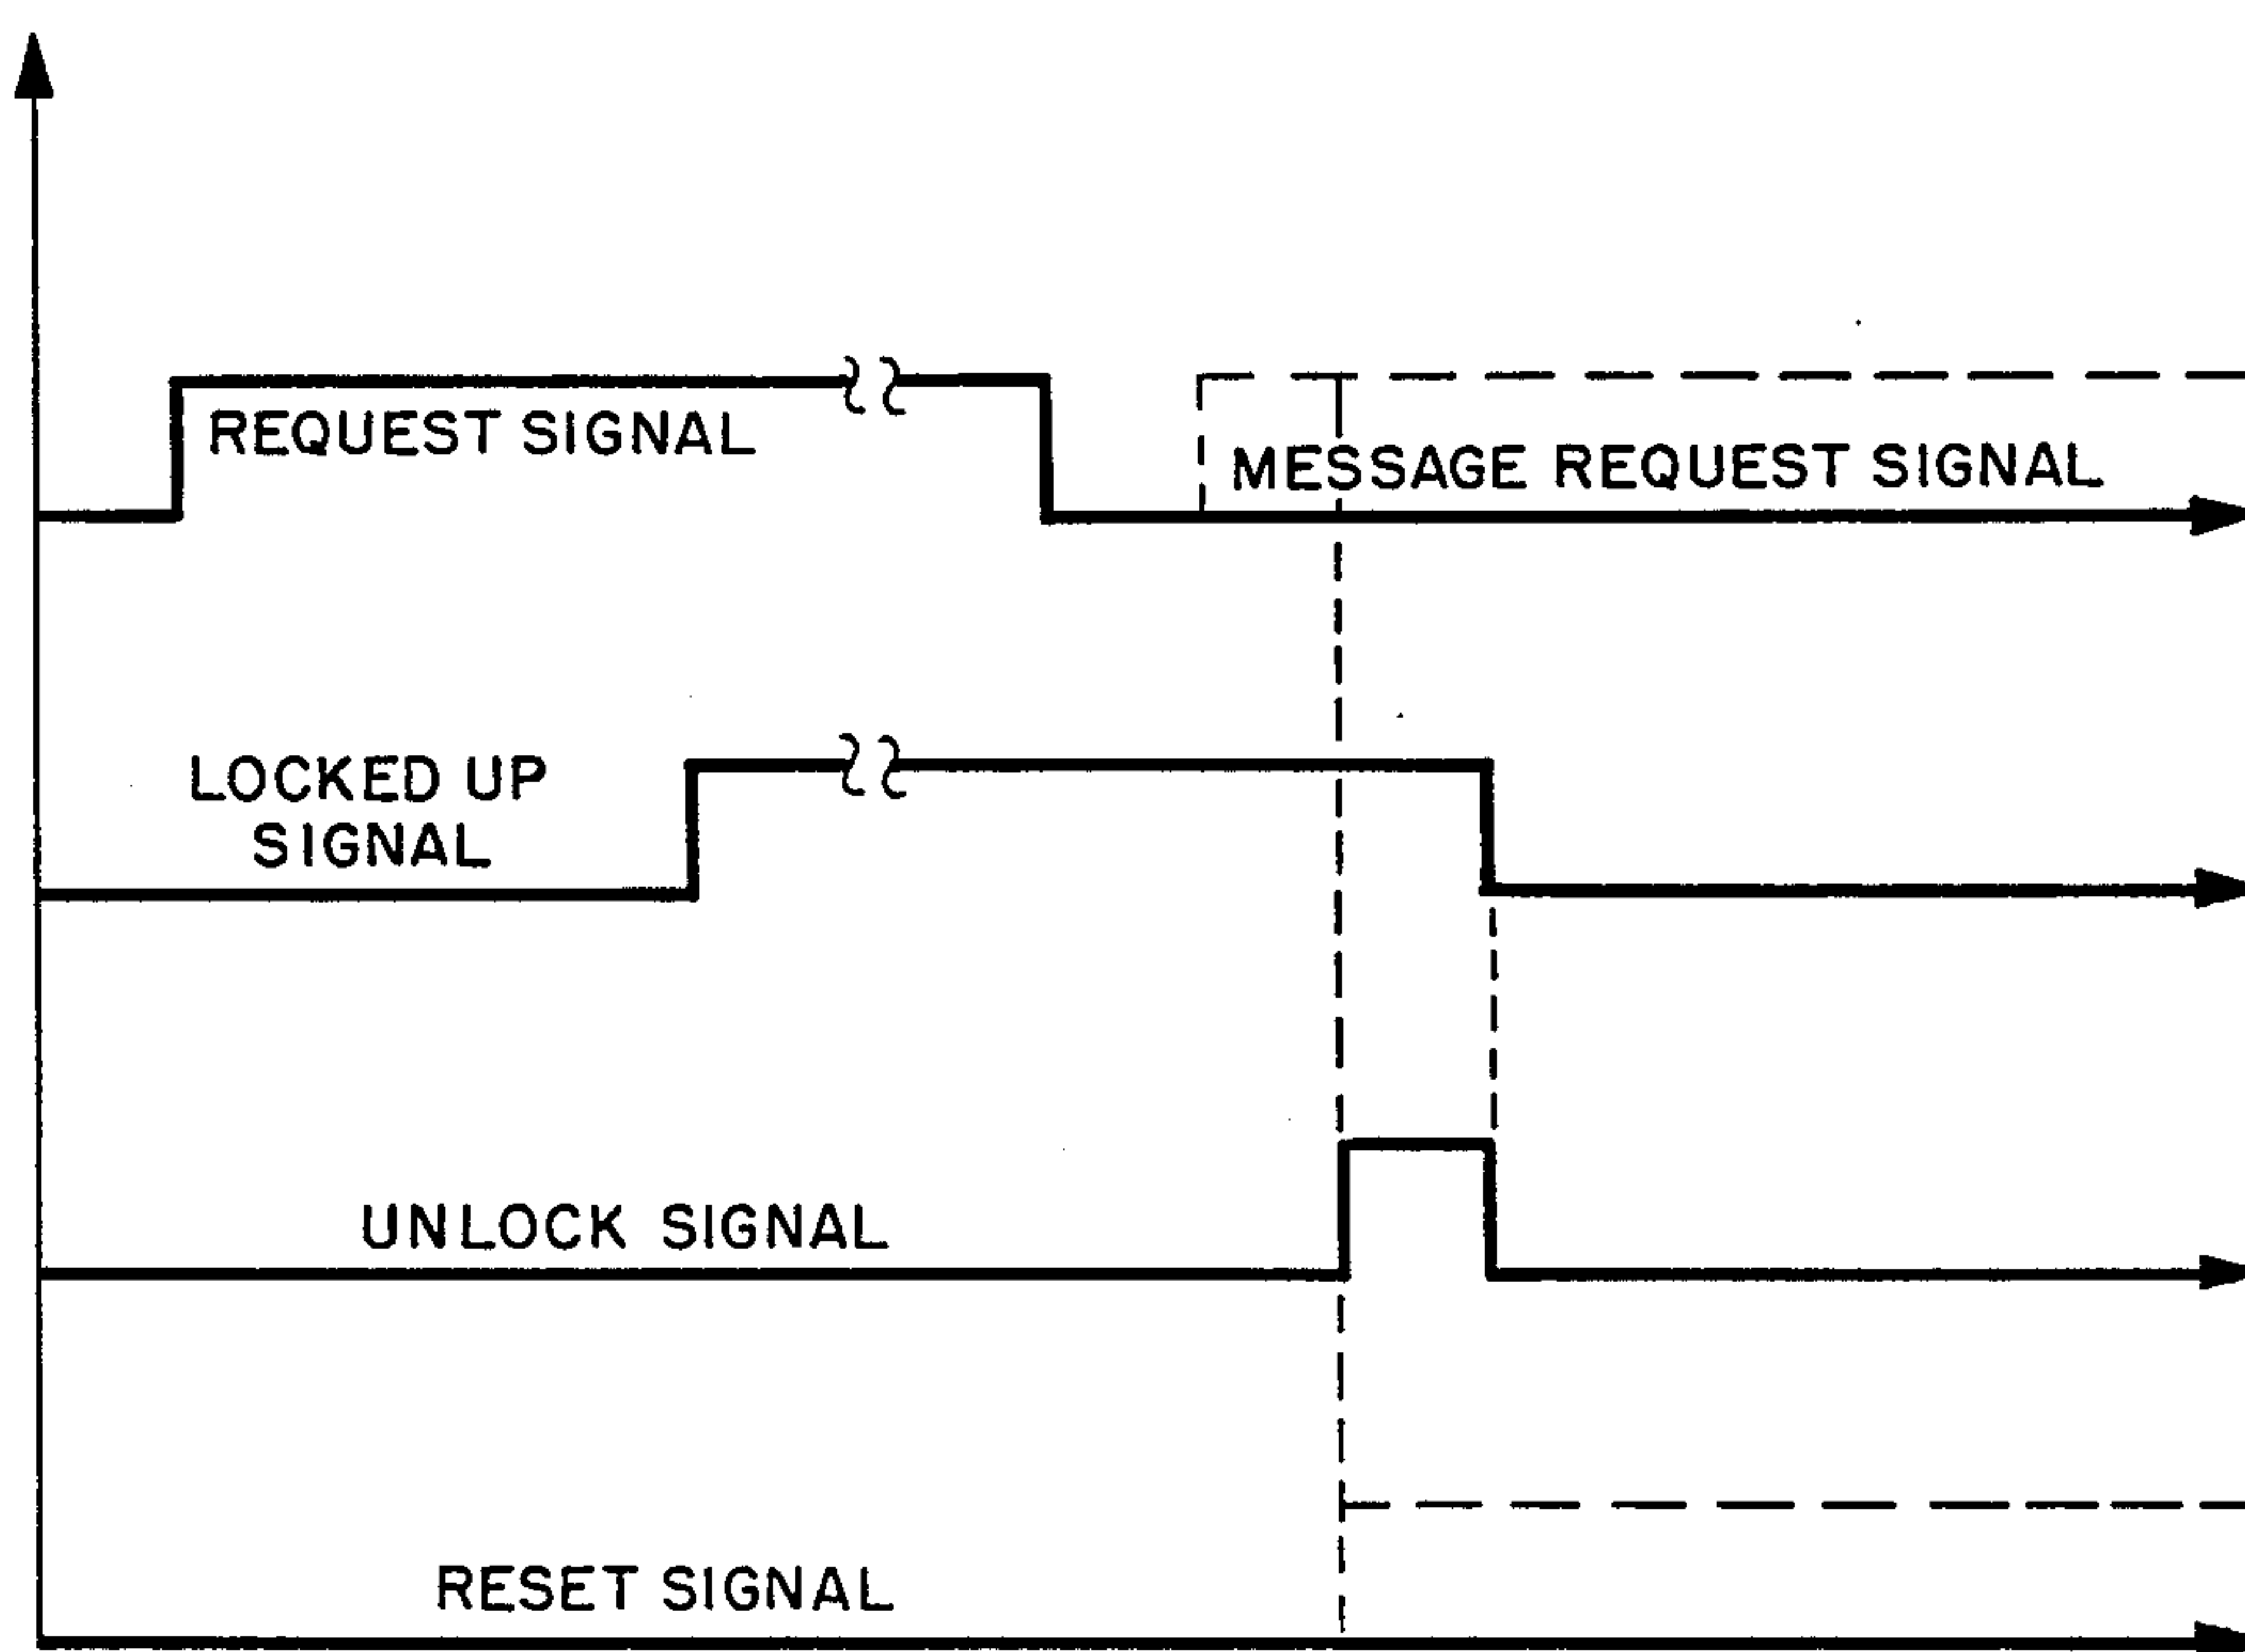 REQUEST SIGNAL
MESSAGE REQUEST SIGNAL
LOCKED UP
SIGNAL
UNLOCK SIGNAL
RESET SIGNAL